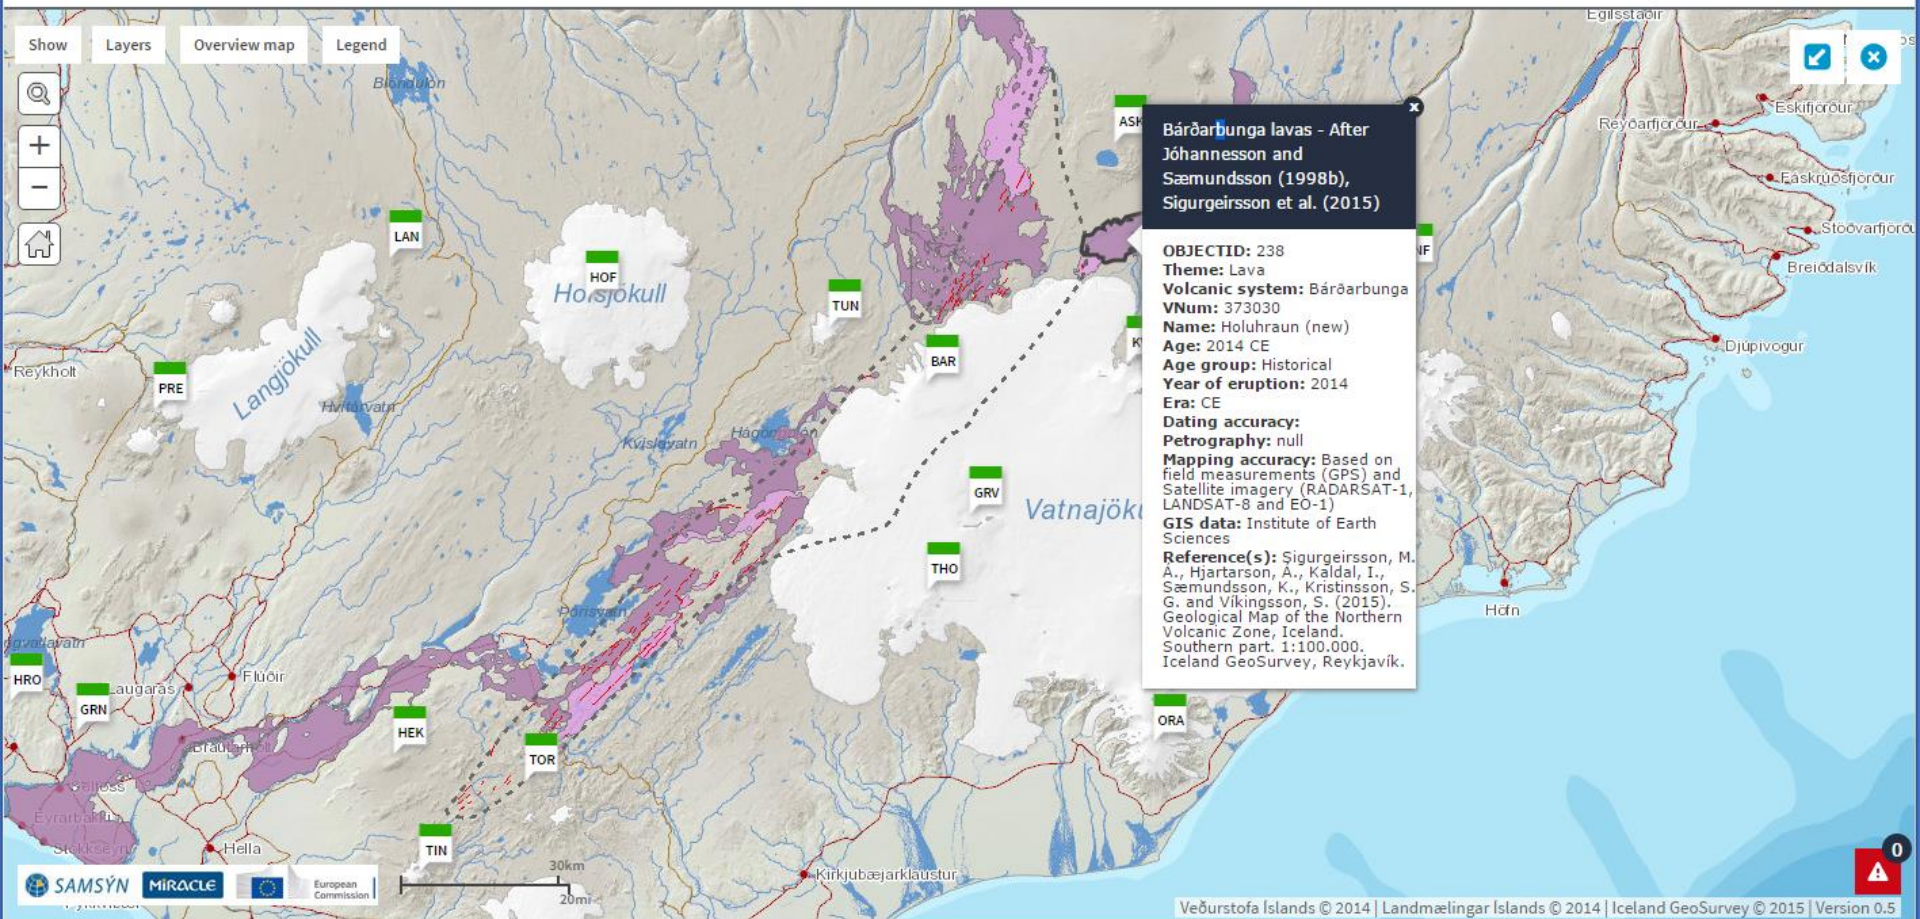 Show
Layers
Overview map
Legend
Blöndulón
Egilsstaðir
Eskifjörður
Reyðarfjörður
Fáskrúðsfjörður
Stöðvarfjörðu
Breiðdalsvík
Djúpivogur
Höfn
ASK
LAN
HOF
Hofsjökull
TUN
BAR
Reykholt
PRE
Langjökull
Hvítárvatn
Kvíslavatn
GRV
Vatnajöku
THO
Þórisvatn
HRO
GRN
Laugarás
Flúðir
HEK
TOR
Brautarholt
Selfoss
Eyrarbakki
Stokkseyri
Hella
TIN
ORA
Kirkjubæjarklaustur
30km
20mi
Bárðarbunga lavas - After
Jóhannesson and
Sæmundsson (1998b),
Sigurgeirsson et al. (2015)
x
OBJECTID: 238
Theme: Lava
Volcanic system: Bárðarbunga
VNum: 373030
Name: Holuhraun (new)
Age: 2014 CE
Age group: Historical
Year of eruption: 2014
Era: CE
Dating accuracy:
Petrography: null
Mapping accuracy: Based on
field measurements (GPS) and
Satellite imagery (RADARSAT-1,
LANDSAT-8 and EO-1)
GIS data: Institute of Earth
Sciences
Reference(s): Sigurgeirsson, M.
Á., Hjartarson, Á., Kaldal, I.,
Sæmundsson, K., Kristinsson, S.
G. and Víkingsson, S. (2015).
Geological Map of the Northern
Volcanic Zone, Iceland.
Southern part. 1:100.000.
Iceland GeoSurvey, Reykjavík.
SAMSÝN
MIRACLE
European
Commission
0
Veðurstofa Íslands © 2014 | Landmælingar Íslands © 2014 | Iceland GeoSurvey © 2015 | Version 0.5